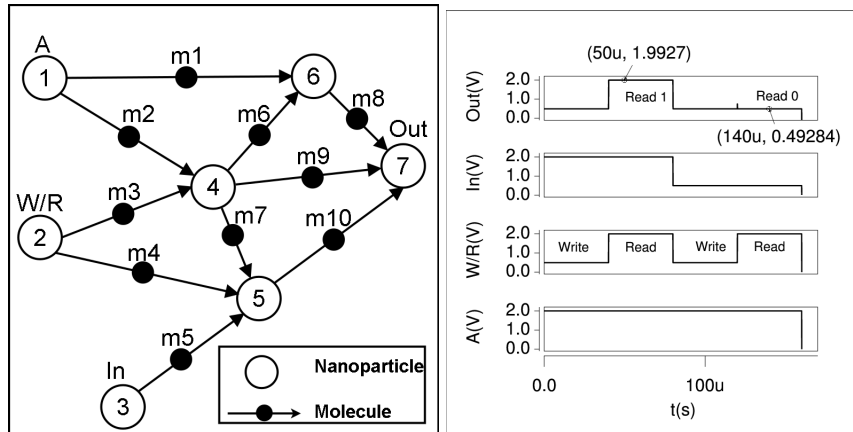 A
1
m1
6
m2
m6
m8
Out
W/R
m3
4
m9
7
2
m7
m10
m4
5
m5
In
3
Nanoparticle
Molecule
(50u, 1.9927)
Out(V)
2.0
1.0
0.0
Read 1
Read 0
(140u, 0.49284)
In(V)
2.0
1.0
0.0
W/R(V)
2.0
1.0
0.0
Write Read Write Read
A(V)
2.0
1.0
0.0
0.0 100u
t(s)